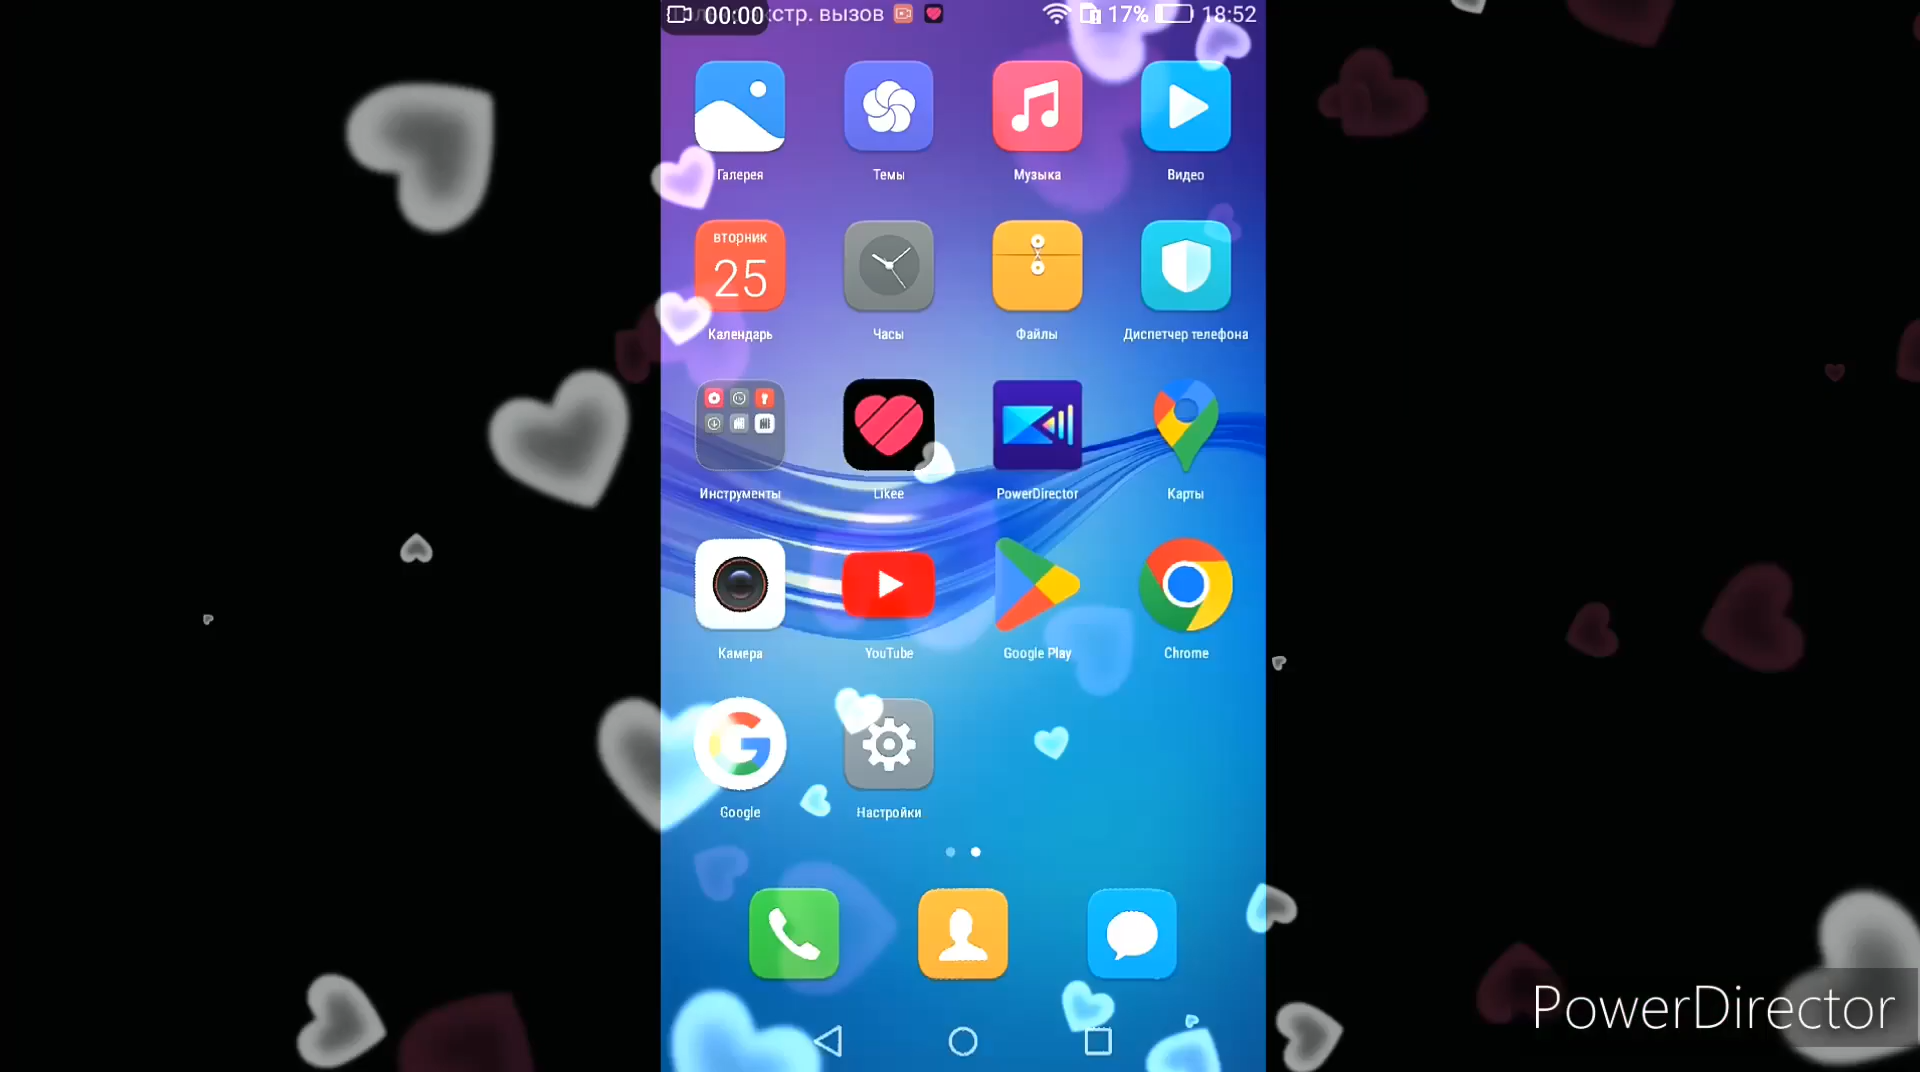 00:00 кстр. вызов 17% 18:52
Галерея Темы Музыка Видео
вторник
25
Календарь Часы Файлы Диспетчер телефона
Инструменты Likee PowerDirector Карты
Камера YouTube Google Play Chrome
Google Настройки
PowerDirector